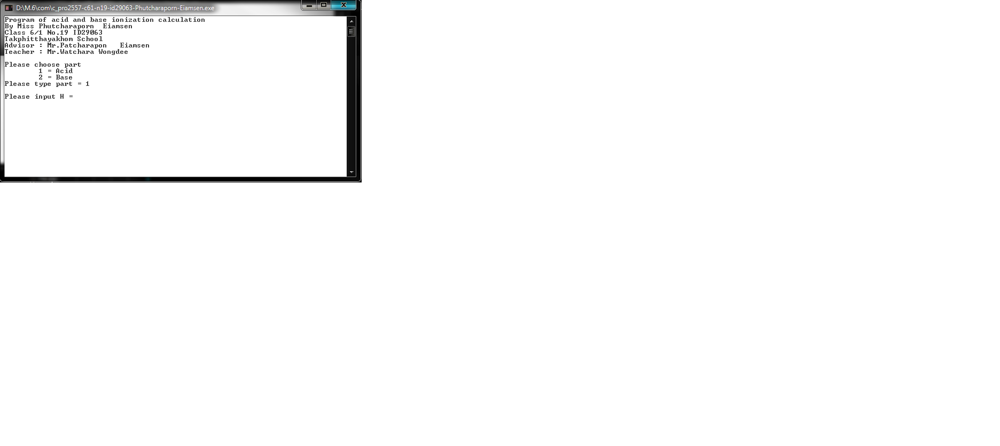 D:\M.6\com\c_pro2557-c61-n19-id29063-Phutcharaporn-Eiamsen.exe
Program of acid and base ionization calculation
By Miss Phutcharaporn  Eiamsen
Class 6/1 No.19 ID29063
Takphitthayakhom School
Advisor : Mr.Patcharapon   Eiamsen
Teacher : Mr.Watchara Wongdee
Please choose part
1 = Acid
2 = Base
Please type part = 1
Please input H =